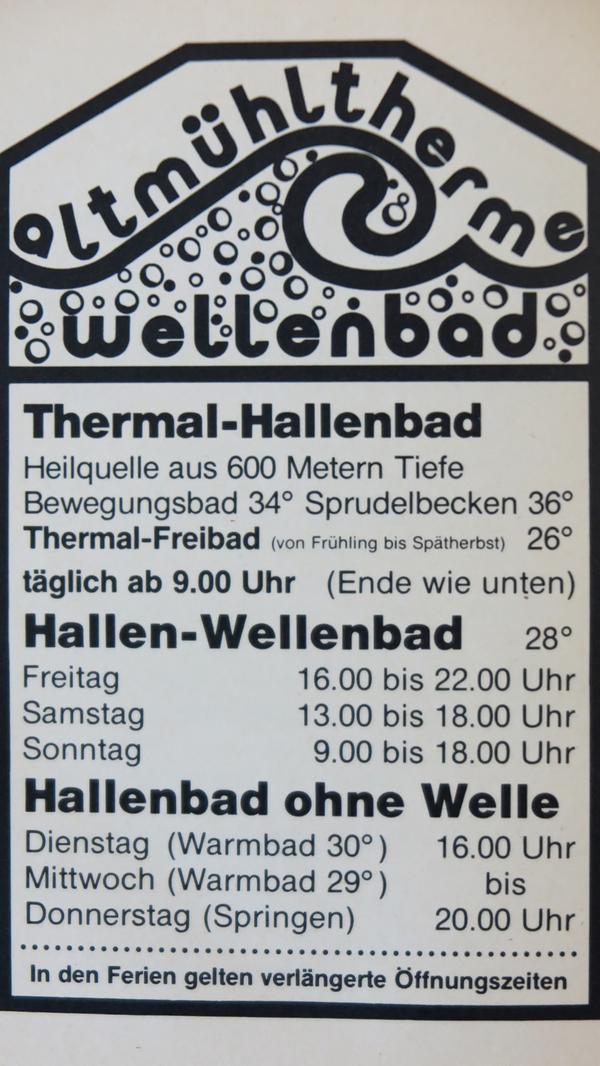 altmühltherme
wellenbad
Thermal-Hallenbad
Heilquelle aus 600 Metern Tiefe
Bewegungsbad 34° Sprudelbecken 36°
Thermal-Freibad (von Frühling bis Spätherbst) 26°
täglich ab 9.00 Uhr (Ende wie unten)
Hallen-Wellenbad 28°
Freitag 16.00 bis 22.00 Uhr
Samstag 13.00 bis 18.00 Uhr
Sonntag 9.00 bis 18.00 Uhr
Hallenbad ohne Welle
Dienstag (Warmbad 30°) 16.00 Uhr
Mittwoch (Warmbad 29°) bis
Donnerstag (Springen) 20.00 Uhr
In den Ferien gelten verlängerte Öffnungszeiten